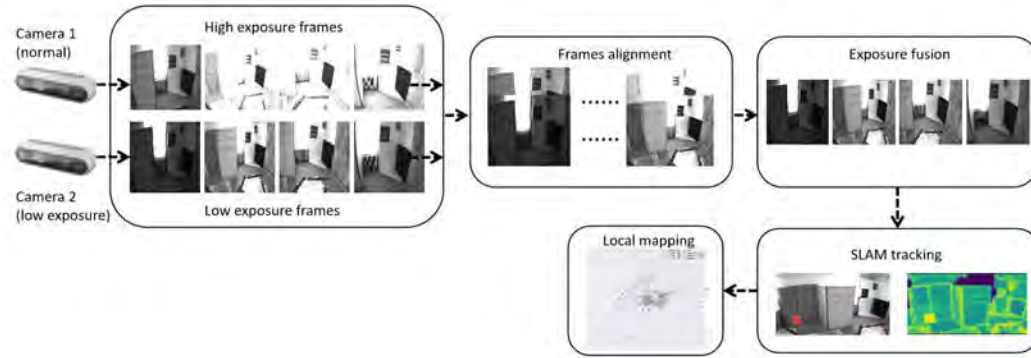 Camera 1
(normal)
High exposure frames
Camera 2
(low exposure)
Low exposure frames
Frames alignment
Exposure fusion
SLAM tracking
Local mapping